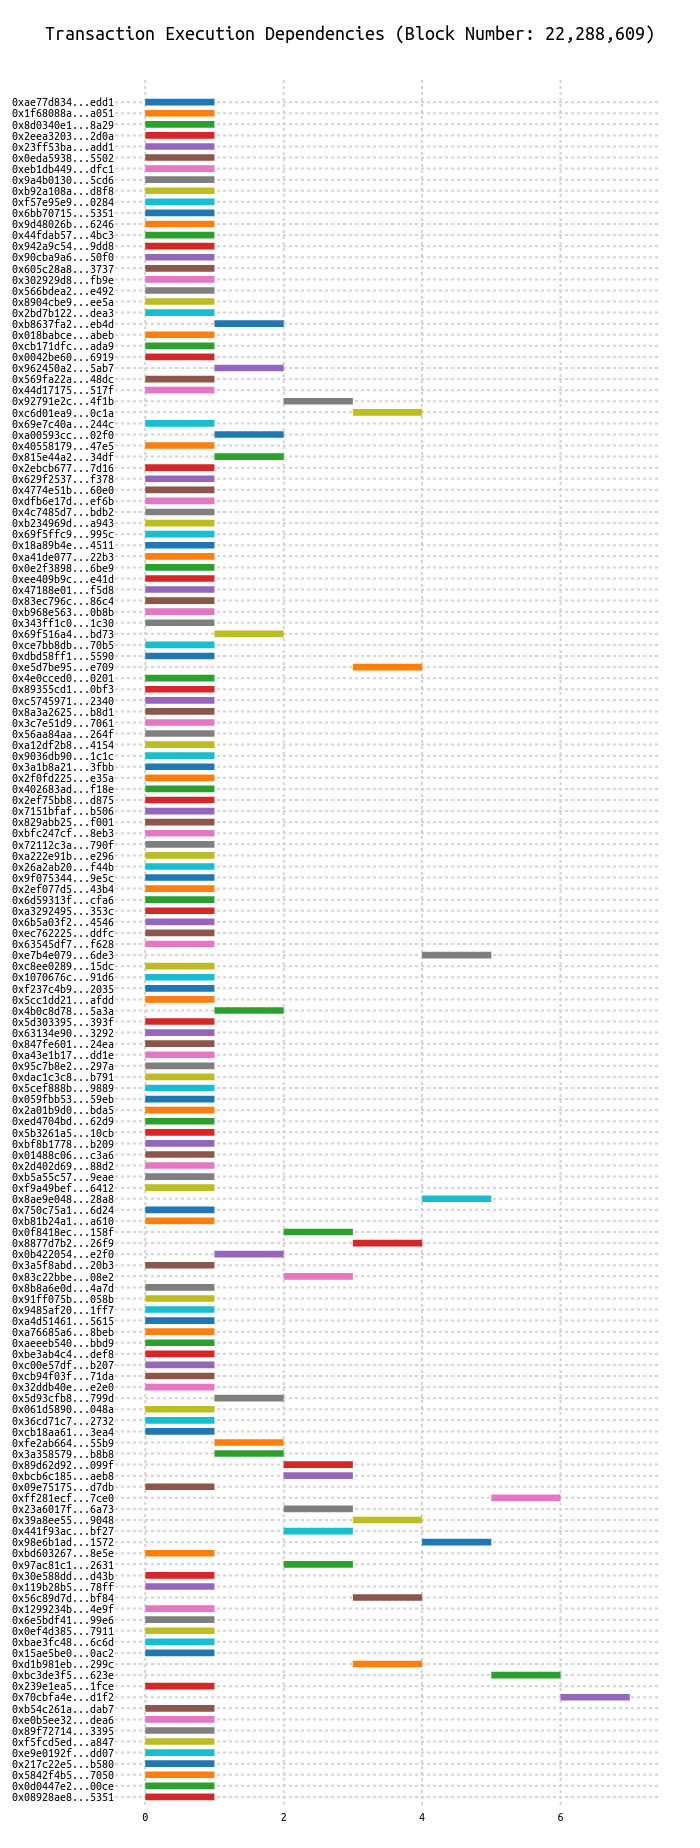 Transaction Execution Dependencies (Block Number: 22,288,609)
0xae77d834...edd1
0x1f68088a...a051
0x8d0340e1...8a29
0x2eea3203...2d0a
0x23ff53ba...add1
0x0eda5938...5502
0xeb1db449...dfc1
0x9a4b0130...5cd6
0xb92a108a...d8f8
0xf57e95e9...0284
0x6bb70715...5351
0x9d48026b...6246
0x44fdab57...4bc3
0x942a9c54...9dd8
0x90cba9a6...50f0
0x605c28a8...3737
0x302929d8...fb9e
0x566bdea2...e492
0x8904cbe9...ee5a
0x2bd7b122...dea3
0xb8637fa2...eb4d
0x018babce...abeb
0xcb171dfc...ada9
0x0042be60...6919
0x962450a2...5ab7
0x569fa22a...48dc
0x44d17175...517f
0x92791e2c...4f1b
0xc6d01ea9...0c1a
0x69e7c40a...244c
0xa00593cc...02f0
0x40558179...47e5
0x815e44a2...34df
0x2ebcb677...7d16
0x629f2537...f378
0x4774e51b...60e0
0xdfb6e17d...ef6b
0x4c7485d7...bdb2
0xb234969d...a943
0x69f5ffc9...995c
0x18a89b4e...4511
0xa41de077...22b3
0x0e2f3898...6be9
0xee409b9c...e41d
0x47188e01...f5d8
0x83ec796c...86c4
0xb968e563...0b8b
0x343ff1c0...1c30
0x69f516a4...bd73
0xce7bb8db...70b5
0xdbd58ff1...5590
0xe5d7be95...e709
0x4e0cced0...0201
0x89355cd1...0bf3
0xc5745971...2340
0x8a3a2625...b8d1
0x3c7e51d9...7061
0x56aa84aa...264f
0xa12df2b8...4154
0x9036db90...1c1c
0x3a1b8a21...3fbb
0x2f0fd225...e35a
0x402683ad...f18e
0x2ef75bb8...d875
0x7151bfaf...b506
0x829abb25...f001
0xbfc247cf...8eb3
0x72112c3a...790f
0xa222e91b...e296
0x26a2ab20...f44b
0x9f075344...9e5c
0x2ef077d5...43b4
0x6d59313f...cfa6
0xa3292495...353c
0x6b5a03f2...4546
0xec762225...ddfc
0x63545df7...f628
0xe7b4e079...6de3
0xc8ee0289...15dc
0x1070676c...91d6
0xf237c4b9...2035
0x5cc1dd21...afdd
0x4b0c8d78...5a3a
0x5d303395...393f
0x63134e90...3292
0x847fe601...24ea
0xa43e1b17...dd1e
0x95c7b8e2...297a
0xdac1c3c8...b791
0x5cef888b...9889
0x059fbb53...59eb
0x2a01b9d0...bda5
0xed4704bd...62d9
0x5b3261a5...10cb
0xbf8b1778...b209
0x01488c06...c3a6
0x2d402d69...88d2
0xb5a55c57...9eae
0xf9a49bef...6412
0x8ae9e048...28a8
0x750c75a1...6d24
0xb81b24a1...a610
0x0f8418ec...158f
0x8877d7b2...26f9
0x0b422054...e2f0
0x3a5f8abd...20b3
0x83c22bbe...08e2
0x8b8a6e0d...4a7d
0x91ff075b...058b
0x9485af20...1ff7
0xa4d51461...5615
0xa76685a6...8beb
0xaeeeb540...bbd9
0xbe3ab4c4...def8
0xc00e57df...b207
0xcb94f03f...71da
0x32ddb40e...e2e0
0x5d93cfb8...799d
0x061d5890...048a
0x36cd71c7...2732
0xcb18aa61...3ea4
0xfe2ab664...55b9
0x3a358579...b8b8
0x89d62d92...099f
0xbcb6c185...aeb8
0x09e75175...d7db
0xff281ecf...7ce0
0x23a6017f...6a73
0x39a8ee55...9048
0x441f93ac...bf27
0x98e6b1ad...1572
0xbd603267...8e5e
0x97ac81c1...2631
0x30e588dd...d43b
0x119b28b5...78ff
0x56c89d7d...bf84
0x1299234b...4e9f
0x6e5bdf41...99e6
0x0ef4d385...7911
0xbae3fc48...6c6d
0x15ae5be0...0ac2
0xd1b981eb...299c
0xbc3de3f5...623e
0x239e1ea5...1fce
0x70cbfa4e...d1f2
0xb54c261a...dab7
0xe0b5ee32...dea6
0x89f72714...3395
0xf5fcd5ed...a847
0xe9e0192f...dd07
0x217c22e5...b580
0x5842f4b5...7050
0x0d0447e2...00ce
0x08928ae8...5351
0 2 4 6